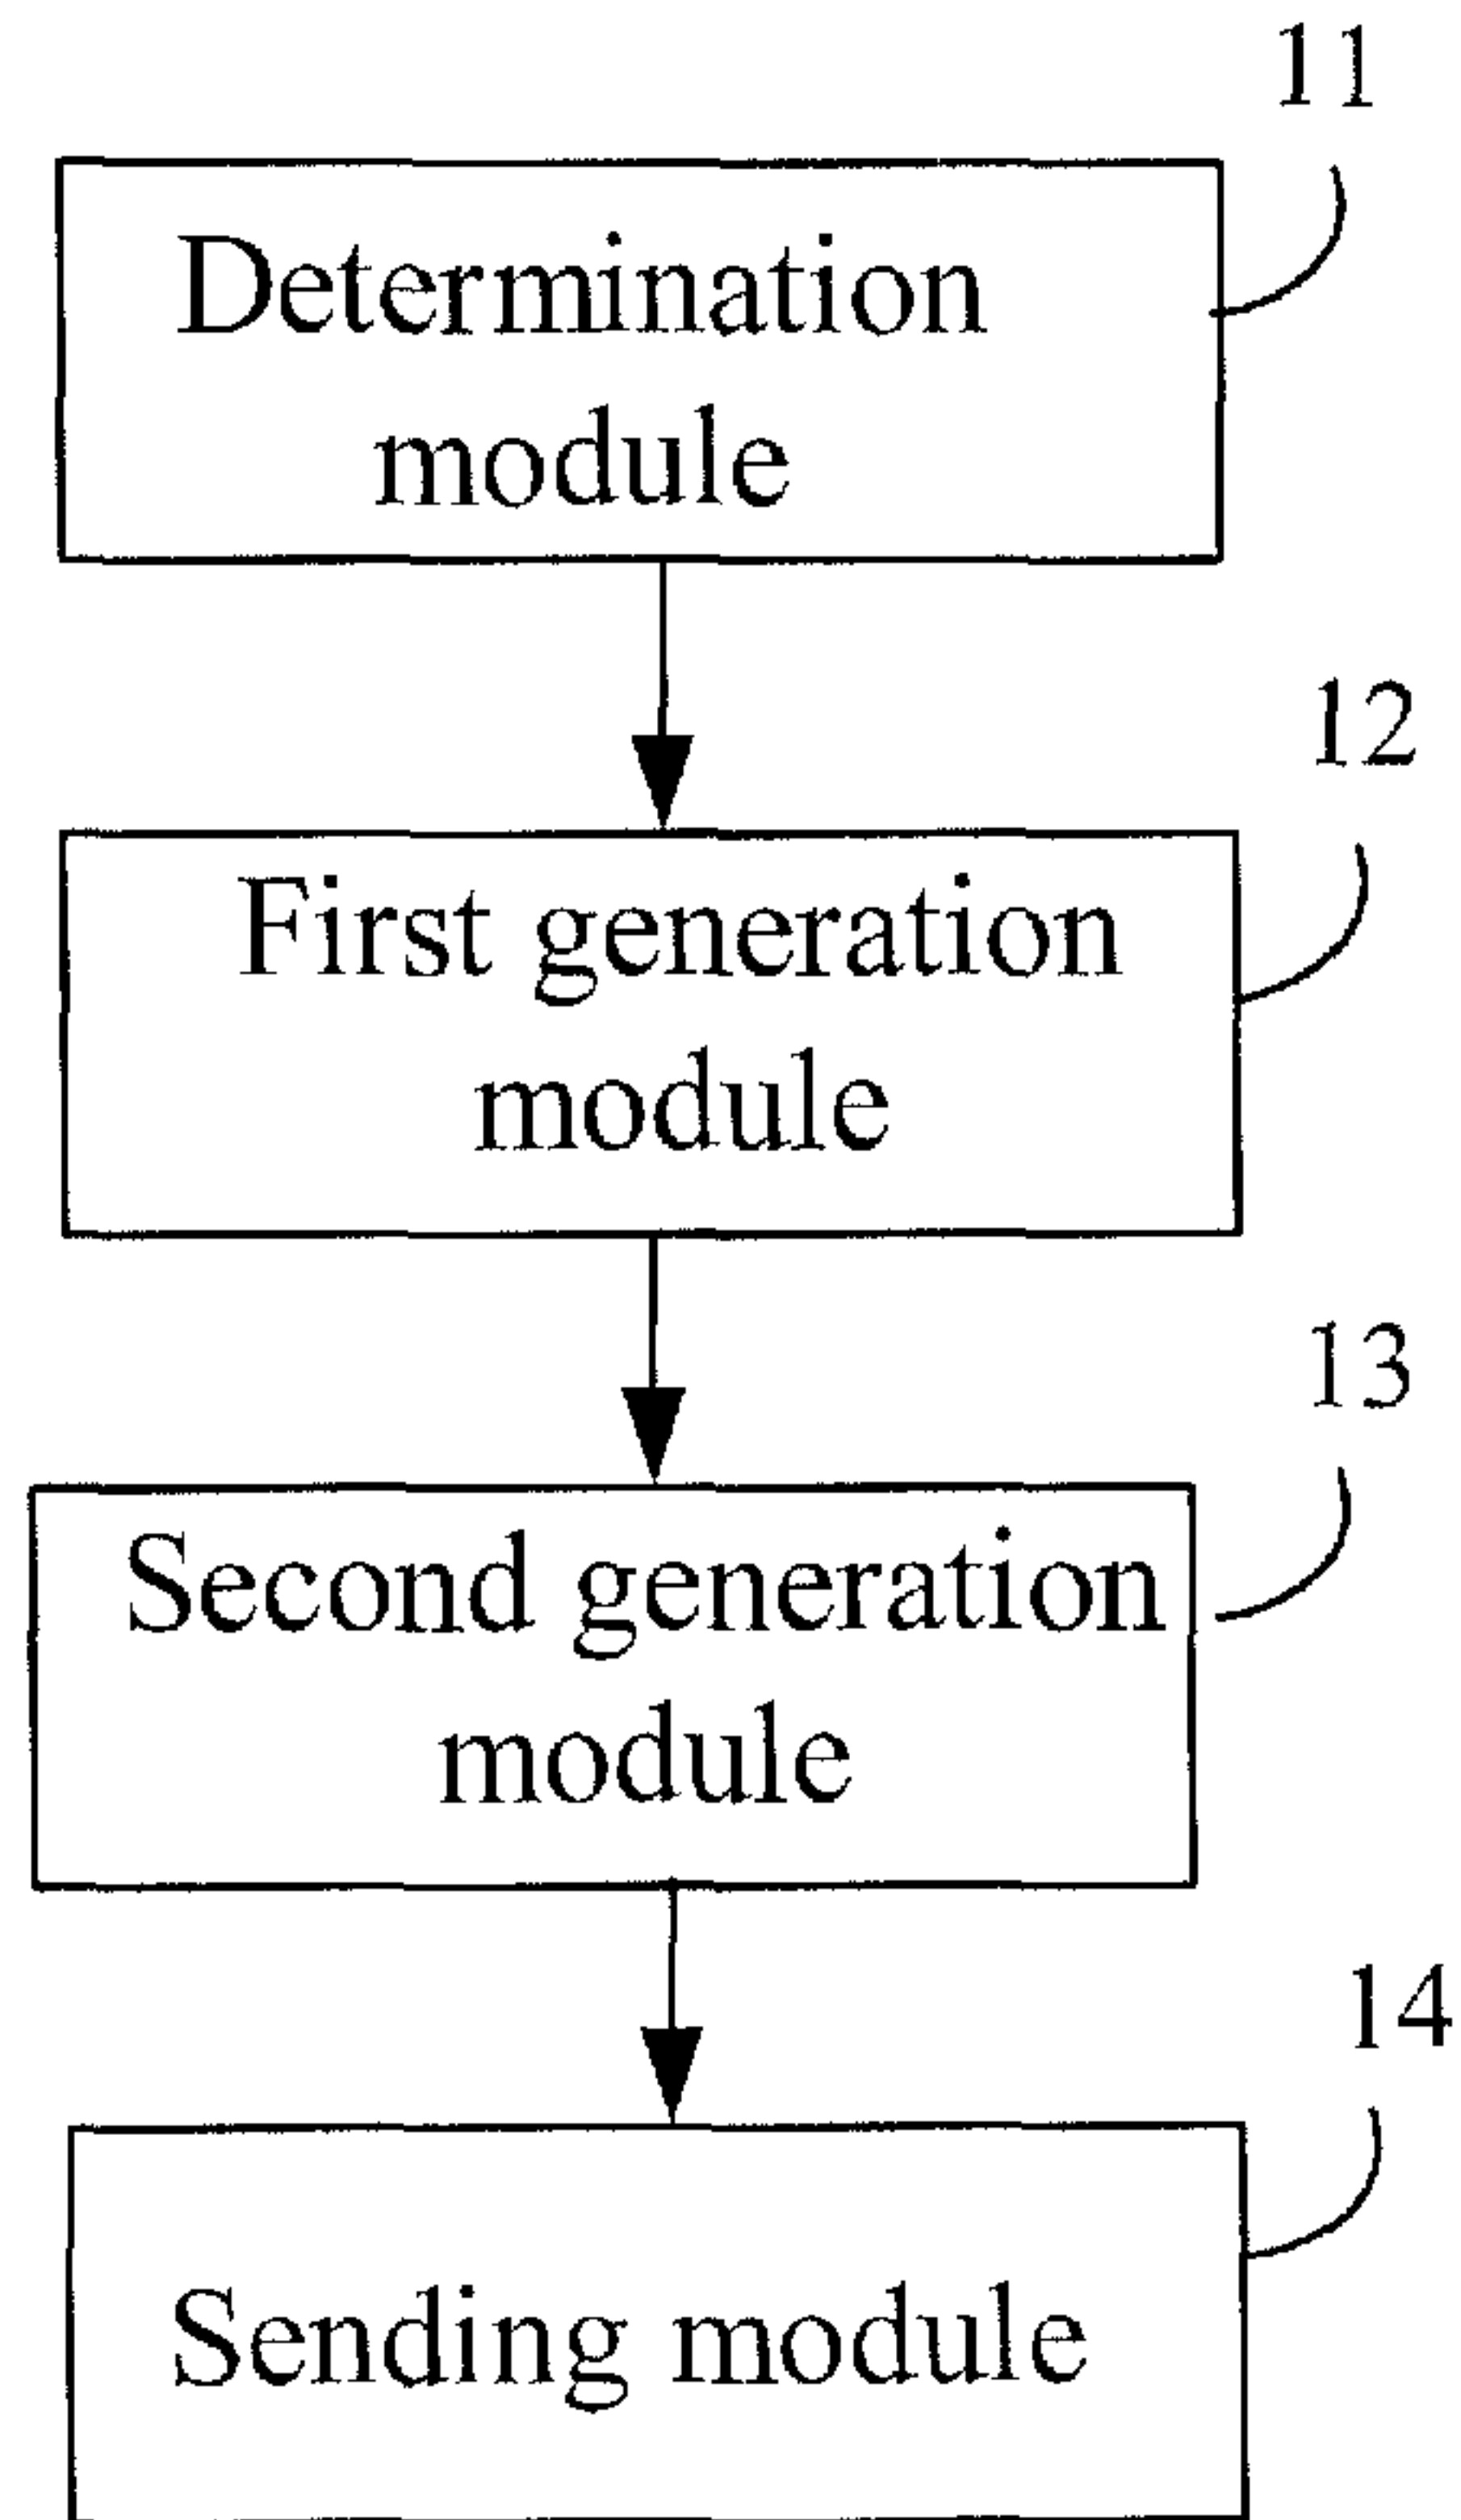 11
Determination
module
12
First generation
module
13
Second generation
module
14
Sending module